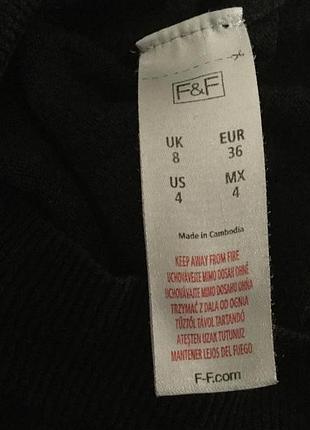 F&F
UK EUR
8 36
US MX
4 4
Made in Cambodia
KEEP AWAY FROM FIRE
UCHOVÁVEJTE MIMO DOSAH OHNĚ
UCHOVÁVAJTE MIMO DOSAHU OHŇA
TRZYMAĆ Z DALA OD OGNIA
TŰZTŐL TÁVOL TARTANDÓ
ATEŞTEN UZAK TUTUNUZ
MANTENER LEJOS DEL FUEGO
F-F.com